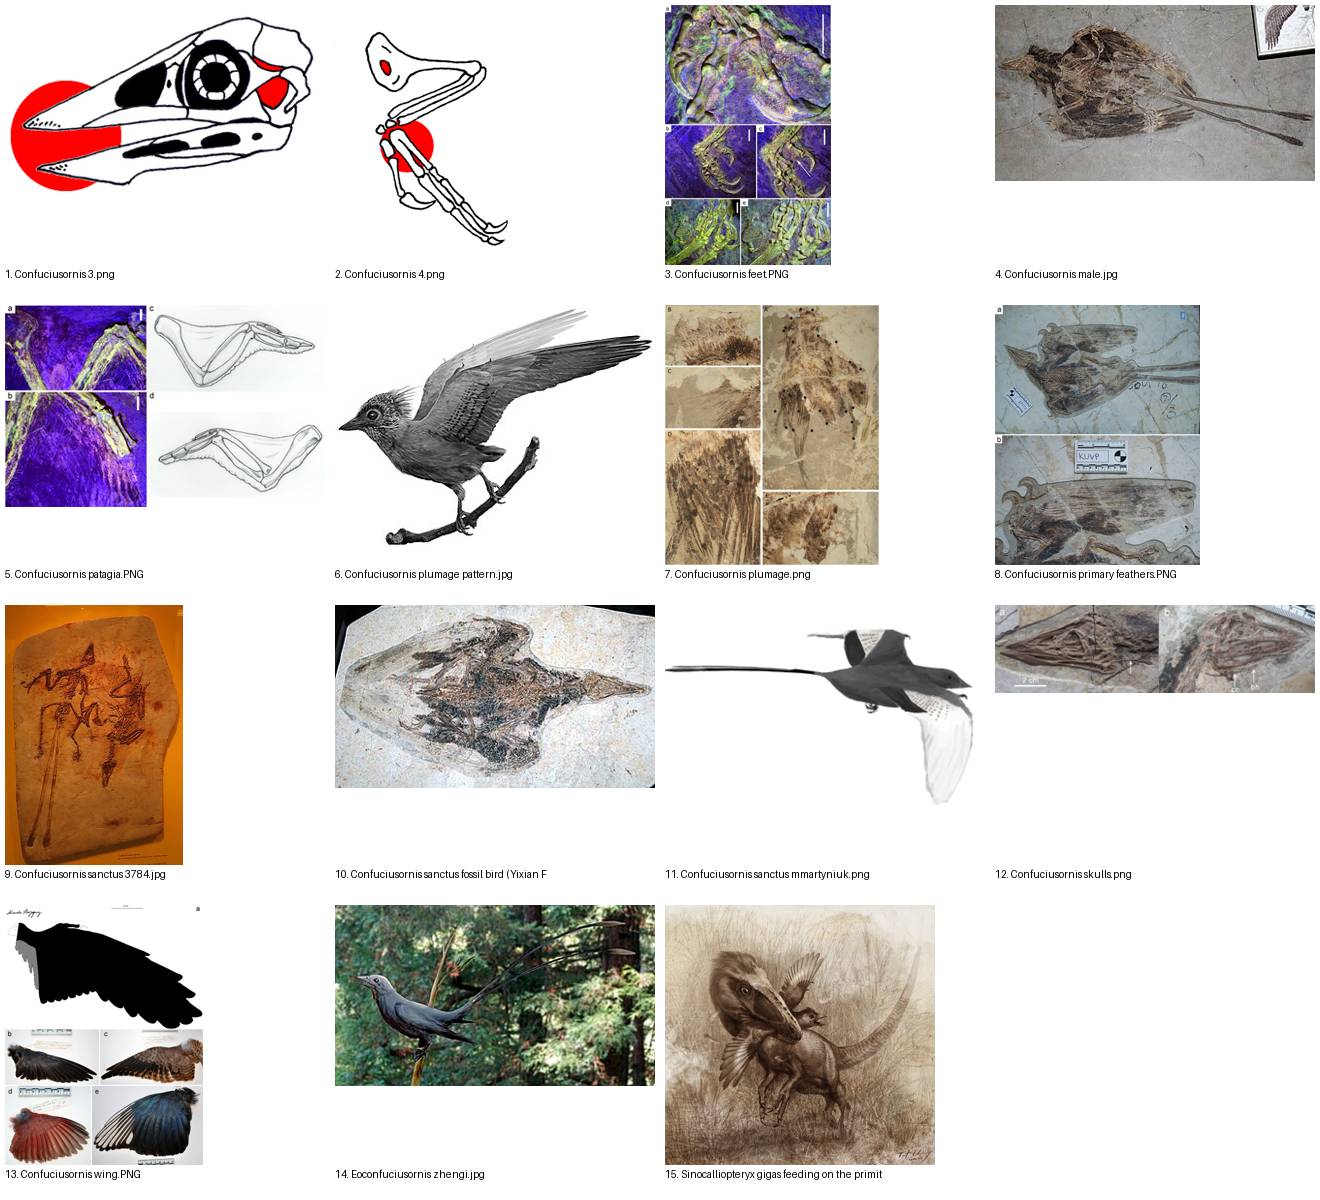 1. Confuciusornis 3.png
2. Confuciusornis 4.png
3. Confuciusornis feet.PNG
4. Confuciusornis male.jpg
a
b
c
d
e
a
b
c
d
5. Confuciusornis patagia.PNG
6. Confuciusornis plumage pattern.jpg
7. Confuciusornis plumage.png
8. Confuciusornis primary feathers.PNG
B
C
D
A
a
b
KUVP
9. Confuciusornis sanctus 3784.jpg
10. Confuciusornis sanctus fossil bird (Yixian F
11. Confuciusornis sanctus mmartyniuk.png
12. Confuciusornis skulls.png
2 cm
a
b
c
d
e
13. Confuciusornis wing.PNG
14. Eoconfuciusornis zhengi.jpg
15. Sinocalliopteryx gigas feeding on the primit